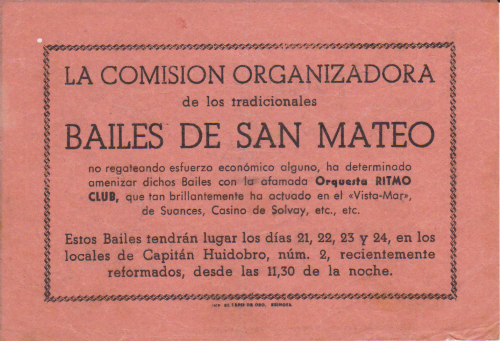 LA COMISION ORGANIZADORA
de los tradicionales
BAILES DE SAN MATEO
no regateando esfuerzo económico alguno, ha determinado
amenizar dichos Bailes con la afamada Orquesta RITMO
CLUB, que tan brillantemente ha actuado en el «Vista-Mar»,
de Suances, Casino de Solvay, etc., etc.
Estos Bailes tendrán lugar los días 21, 22, 23 y 24, en los
locales de Capitán Huidobro, núm. 2, recientemente
reformados, desde las 11,30 de la noche.
REINOSA